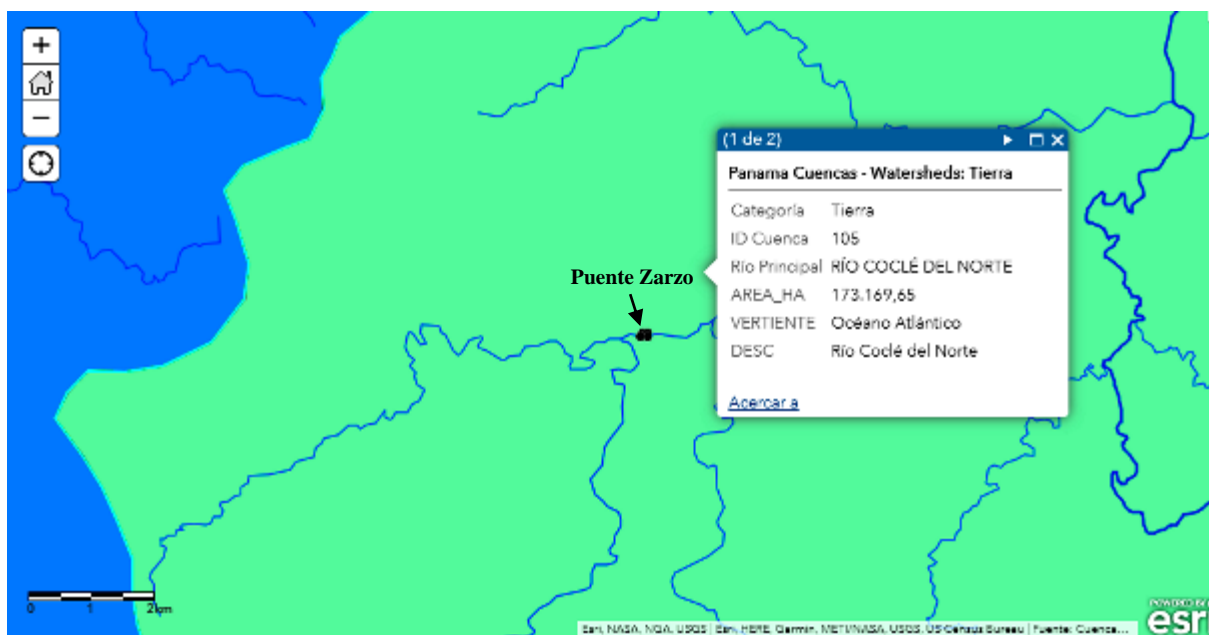 +
−
(1 de 2)
Panama Cuencas - Watersheds: Tierra
Categoría Tierra
ID Cuenca 105
Río Principal RÍO COCLÉ DEL NORTE
AREA_HA 173.169,65
VERTIENTE Océano Atlántico
DESC Río Coclé del Norte
Acercar a
Puente Zarzo
0 1 2km
Esri, NASA, NGA, USGS | Esri, HERE, Garmin, METI/NASA, USGS, US Census Bureau | Fuente: Cuenca...
POWERED BY
esri